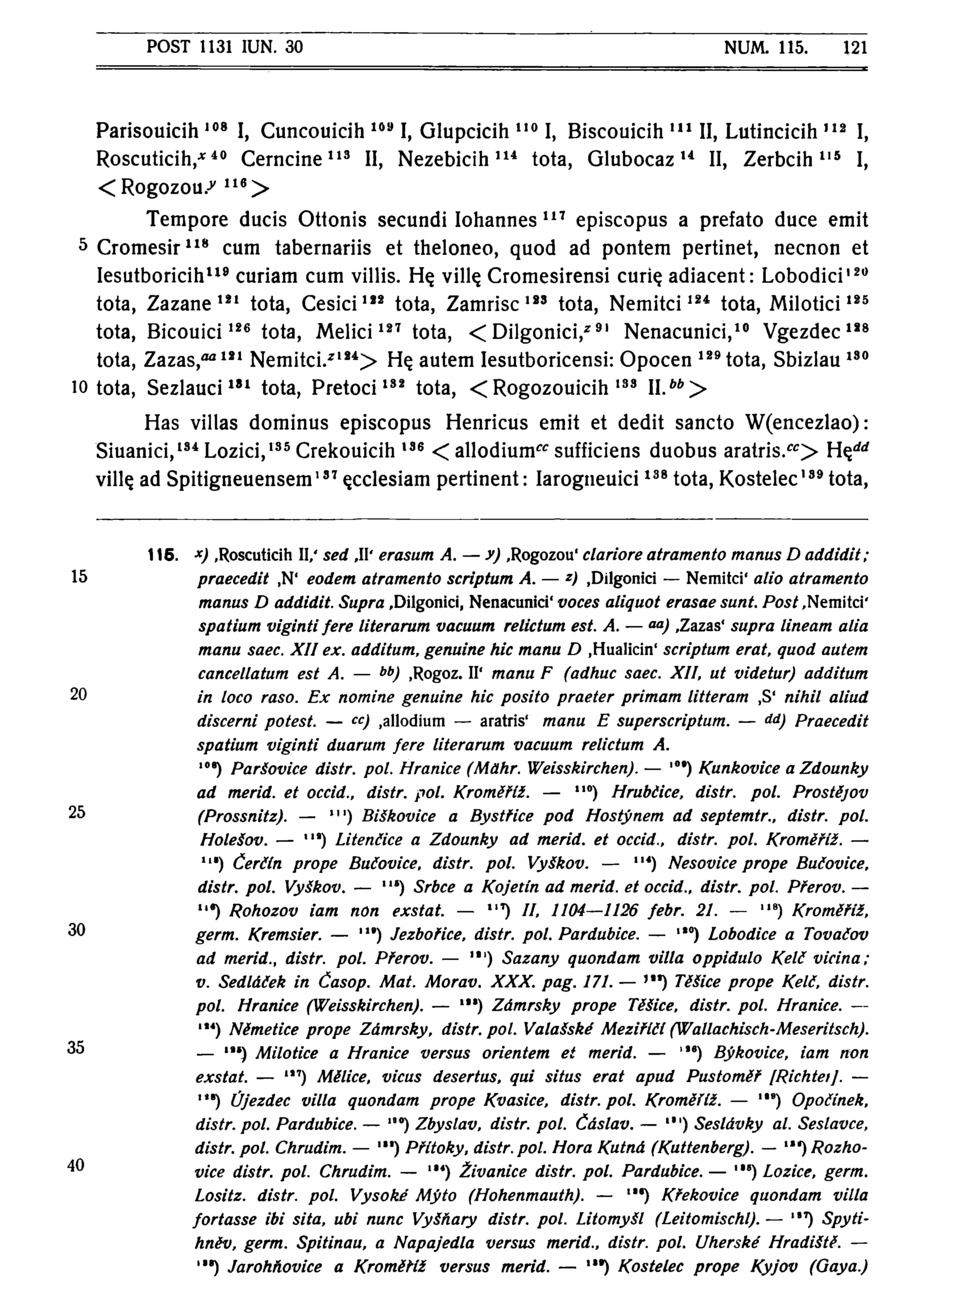 POST 1131 IUN. 30 NUM. 115. 121
Parisouicih ¹⁰⁸ I, Cuncouicih ¹⁰⁹ I, Glupcicih ¹¹⁰ I, Biscouicih ¹¹¹ II, Lutincicih ¹¹² I,
Roscuticih,ˣ ⁴⁰ Cerncine ¹¹³ II, Nezebicih ¹¹⁴ tota, Glubocaz ¹⁴ II, Zerbcih ¹¹⁵ I,
< Rogozou.ʸ ¹¹⁶ >
Tempore ducis Ottonis secundi Iohannes ¹¹⁷ episcopus a prefato duce emit
5 Cromesir ¹¹⁸ cum tabernariis et theloneo, quod ad pontem pertinet, necnon et
Iesutboricih ¹¹⁹ curiam cum villis. Hę villę Cromesirensi curię adiacent: Lobodici ¹²⁰
tota, Zazane ¹²¹ tota, Cesici ¹²² tota, Zamrisc ¹²³ tota, Nemitci ¹²⁴ tota, Milotici ¹²⁵
tota, Bicouici ¹²⁶ tota, Melici ¹²⁷ tota, < Dilgonici,ᶻ ⁹¹ Nenacunici,¹⁰ Vgezdec ¹²⁸
tota, Zazas,ᵃᵃ ¹²¹ Nemitci.ᶻ ¹²⁴ > Hę autem Iesutboricensi: Opocen ¹²⁹ tota, Sbizlau ¹³⁰
10 tota, Sezlauci ¹³¹ tota, Pretoci ¹³² tota, < Rogozouicih ¹³³ II.ᵇᵇ >
Has villas dominus episcopus Henricus emit et dedit sancto W(encezlao):
Siuanici,¹³⁴ Lozici,¹³⁵ Crekouicih ¹³⁶ < allodiumᶜᶜ sufficiens duobus aratris.ᶜᶜ > Hęᵈᵈ
villę ad Spitigneuensem ¹³⁷ ęcclesiam pertinent: Iarogneuici ¹³⁸ tota, Kostelec ¹³⁹ tota,
115. x) ‚Roscuticih II,‘ sed ‚II‘ erasum A. — y) ‚Rogozou‘ clariore atramento manus D addidit;
15 praecedit ‚N‘ eodem atramento scriptum A. — z) ‚Dilgonici — Nemitci‘ alio atramento
manus D addidit. Supra ‚Dilgonici, Nenacunici‘ voces aliquot erasae sunt. Post ‚Nemitci‘
spatium viginti fere literarum vacuum relictum est. A. — aa) ‚Zazas‘ supra lineam alia
manu saec. XII ex. additum, genuine hic manu D ‚Hualicin‘ scriptum erat, quod autem
cancellatum est A. — bb) ‚Rogoz. II‘ manu F (adhuc saec. XII, ut videtur) additum
20 in loco raso. Ex nomine genuine hic posito praeter primam litteram ‚S‘ nihil aliud
discerni potest. — cc) ‚allodium — aratris‘ manu E superscriptum. — dd) Praecedit
spatium viginti duarum fere literarum vacuum relictum A.
¹⁰⁸) Paršovice distr. pol. Hranice (Mähr. Weisskirchen). — ¹⁰⁹) Kunkovice a Zdounky
ad merid. et occid., distr. pol. Kroměříž. — ¹¹⁰) Hrubčice, distr. pol. Prostějov
25 (Prossnitz). — ¹¹¹) Biškovice a Bystřice pod Hostýnem ad septemtr., distr. pol.
Holešov. — ¹¹²) Litenčice a Zdounky ad merid. et occid., distr. pol. Kroměříž. —
¹¹³) Čerčín prope Bučovice, distr. pol. Vyškov. — ¹¹⁴) Nesovice prope Bučovice,
distr. pol. Vyškov. — ¹¹⁵) Srbce a Kojetín ad merid. et occid., distr. pol. Přerov. —
¹¹⁶) Rohozov iam non exstat. — ¹¹⁷) II, 1104—1126 febr. 21. — ¹¹⁸) Kroměříž,
30 germ. Kremsier. — ¹¹⁹) Jezbořice, distr. pol. Pardubice. — ¹²⁰) Lobodice a Tovačov
ad merid., distr. pol. Přerov. — ¹²¹) Sazany quondam villa oppidulo Kelč vicina;
v. Sedláček in Časop. Mat. Morav. XXX. pag. 171. — ¹²²) Těšice prope Kelč, distr.
pol. Hranice (Weisskirchen). — ¹²³) Zámrsky prope Těšice, distr. pol. Hranice. —
¹²⁴) Němetice prope Zámrsky, distr. pol. Valašské Meziříčí (Wallachisch-Meseritsch).
35 — ¹²⁵) Milotice a Hranice versus orientem et merid. — ¹²⁶) Býkovice, iam non
exstat. — ¹²⁷) Mělice, vicus desertus, qui situs erat apud Pustoměř [Richter]. —
¹²⁸) Újezdec villa quondam prope Kvasice, distr. pol. Kroměříž. — ¹²⁹) Opočínek,
distr. pol. Pardubice. — ¹³⁰) Zbyslav, distr. pol. Čáslav. — ¹³¹) Seslávky al. Seslavce,
distr. pol. Chrudim. — ¹³²) Přítoky, distr. pol. Hora Kutná (Kuttenberg). — ¹³³) Rozho-
40 vice distr. pol. Chrudim. — ¹³⁴) Živanice distr. pol. Pardubice. — ¹³⁵) Lozice, germ.
Lositz. distr. pol. Vysoké Mýto (Hohenmauth). — ¹³⁶) Křekovice quondam villa
fortasse ibi sita, ubi nunc Vyšňary distr. pol. Litomyšl (Leitomischl). — ¹³⁷) Spyti-
hněv, germ. Spitinau, a Napajedla versus merid., distr. pol. Uherské Hradiště. —
¹³⁸) Jarohňovice a Kroměříž versus merid. — ¹³⁹) Kostelec prope Kyjov (Gaya.)